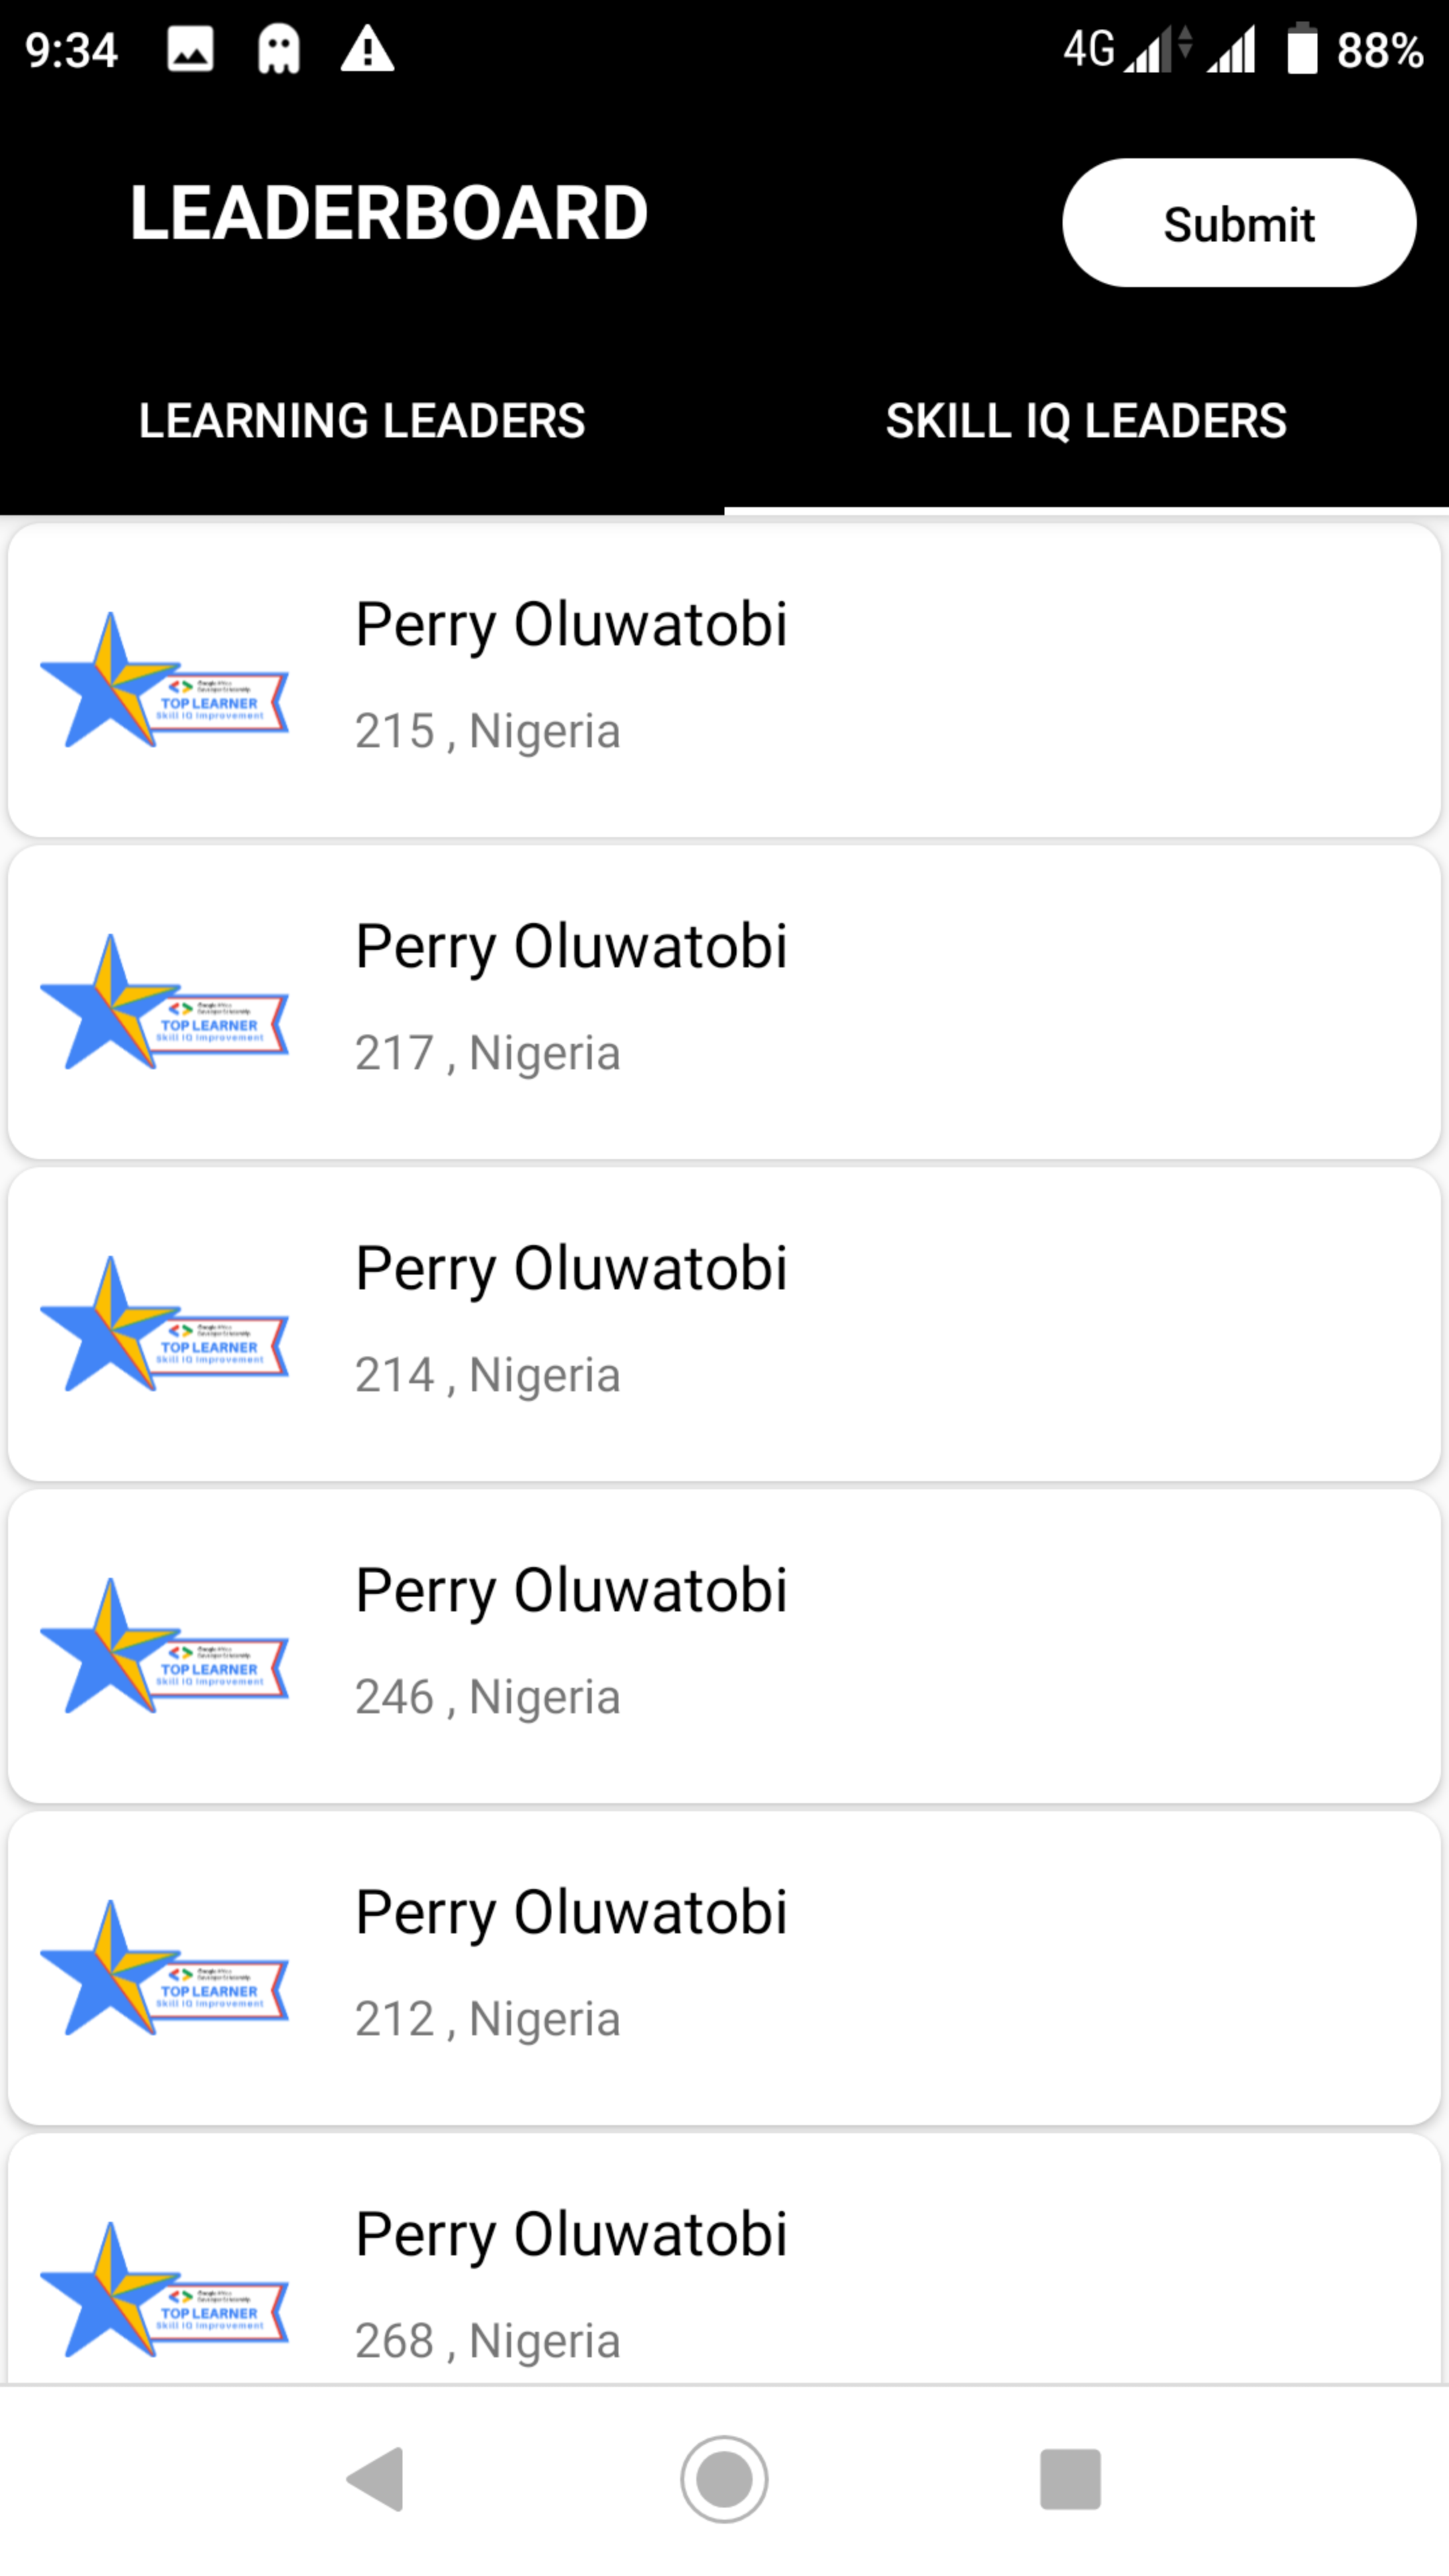 9:34
4G
88%
LEADERBOARD
Submit
LEARNING LEADERS
SKILL IQ LEADERS
Perry Oluwatobi
TOP LEARNER
Skill IQ Improvement
215 , Nigeria
Perry Oluwatobi
TOP LEARNER
Skill IQ Improvement
217 , Nigeria
Perry Oluwatobi
TOP LEARNER
Skill IQ Improvement
214 , Nigeria
Perry Oluwatobi
TOP LEARNER
Skill IQ Improvement
246 , Nigeria
Perry Oluwatobi
TOP LEARNER
Skill IQ Improvement
212 , Nigeria
Perry Oluwatobi
TOP LEARNER
Skill IQ Improvement
268 , Nigeria